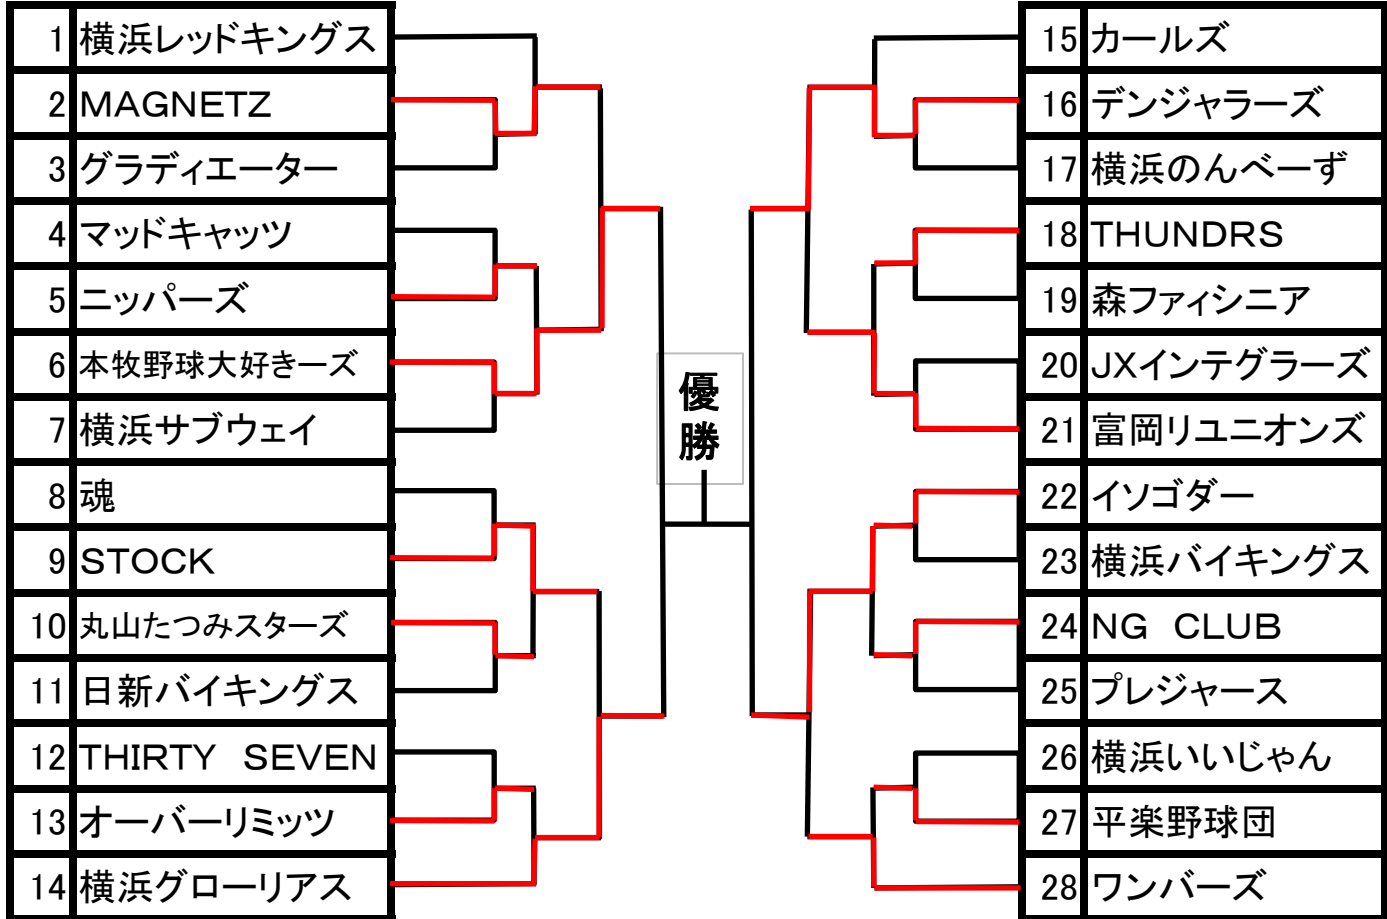 1 横浜レッドキングス
2 MAGNETZ
3 グラディエーター
4 マッドキャッツ
5 ニッパーズ
6 本牧野球大好きーズ
7 横浜サブウェイ
8 魂
9 STOCK
10 丸山たつみスターズ
11 日新バイキングス
12 THIRTY SEVEN
13 オーバーリミッツ
14 横浜グローリアス
優
勝
15 カールズ
16 デンジャラーズ
17 横浜のんべーず
18 THUNDRS
19 森ファィシニア
20 JXインテグラーズ
21 富岡リユニオンズ
22 イソゴダー
23 横浜バイキングス
24 NG CLUB
25 プレジャース
26 横浜いいじゃん
27 平楽野球団
28 ワンバーズ